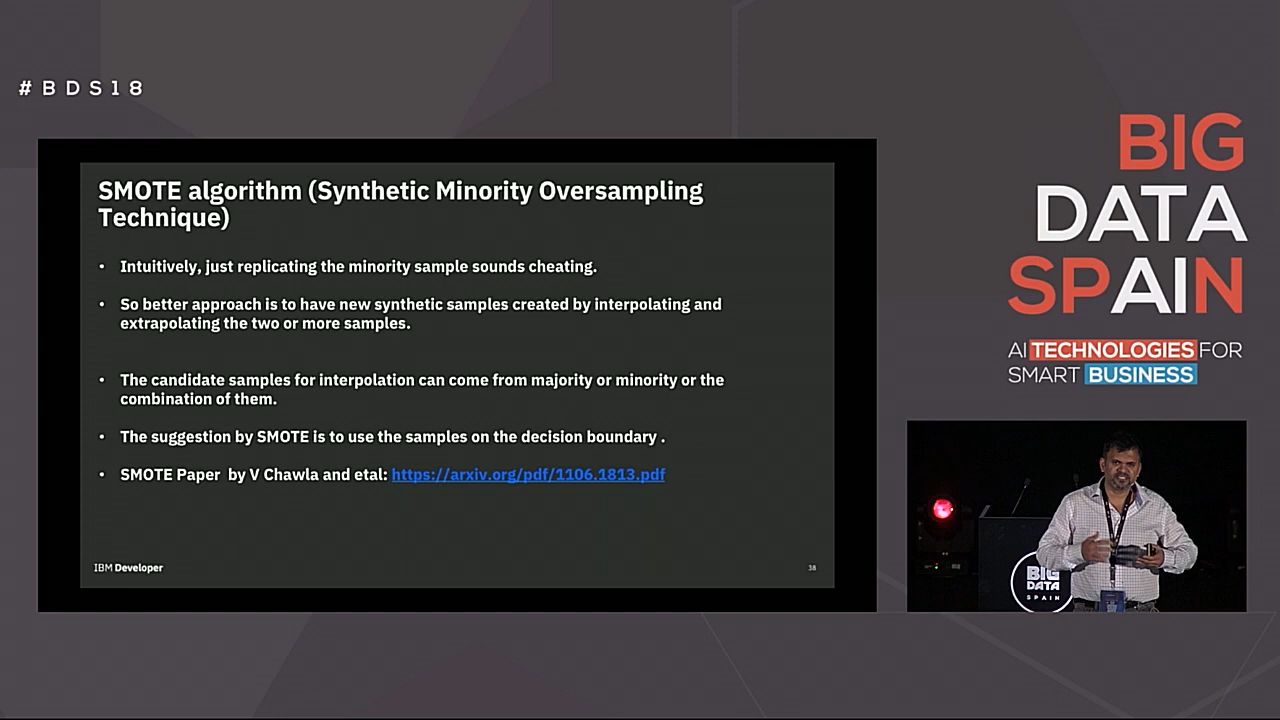 #BDS18
SMOTE algorithm (Synthetic Minority Oversampling
Technique)
• Intuitively, just replicating the minority sample sounds cheating.
• So better approach is to have new synthetic samples created by interpolating and
extrapolating the two or more samples.
• The candidate samples for interpolation can come from majority or minority or the
combination of them.
• The suggestion by SMOTE is to use the samples on the decision boundary .
• SMOTE Paper by V Chawla and etal: https://arxiv.org/pdf/1106.1813.pdf
IBM Developer
38
BIG
DATA
SPAIN
AI TECHNOLOGIES FOR
SMART BUSINESS
BIG
DATA
SPAIN